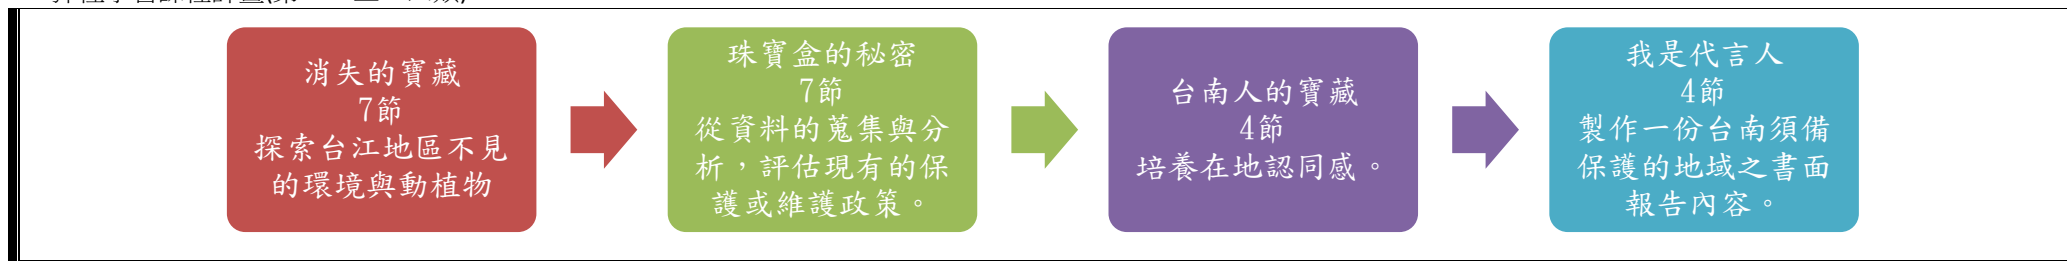 消失的寶藏
7節
探索台江地區不見
的環境與動植物
珠寶盒的秘密
7節
從資料的蒐集與分
析，評估現有的保
護或維護政策。
台南人的寶藏
4節
培養在地認同感。
我是代言人
4節
製作一份台南須備
保護的地域之書面
報告內容。